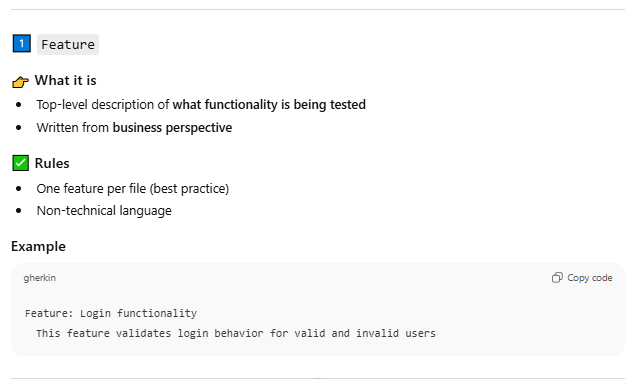 1 Feature
👉 What it is
• Top-level description of what functionality is being tested
• Written from business perspective
✅ Rules
• One feature per file (best practice)
• Non-technical language
Example
gherkin Copy code
Feature: Login functionality
This feature validates login behavior for valid and invalid users